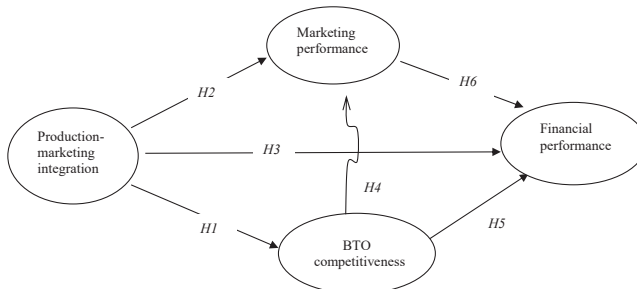 Marketing
performance
H2
H6
Production-
marketing
integration
H3
Financial
performance
H4
H1
H5
BTO
competitiveness